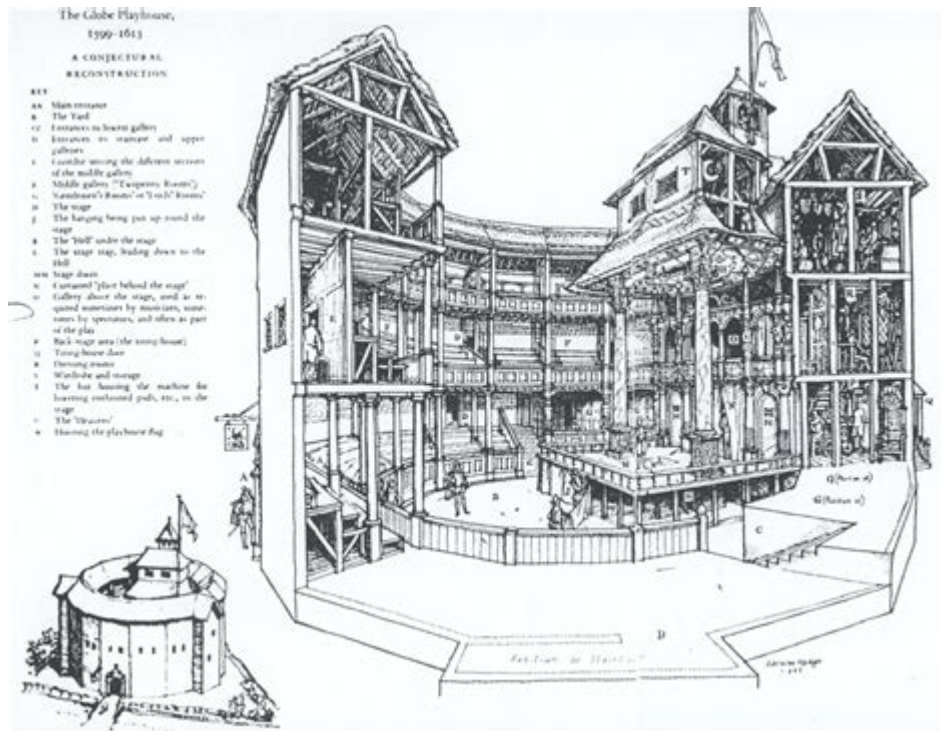 The Globe Playhouse,
1599-1613
A CONJECTURAL
RECONSTRUCTION
KEY
AA Main entrance
B The Yard
CC Entrances to lowest gallery
D Entrances to staircase and upper
galleries
E Corridor serving the different sections
of the middle gallery
F Middle gallery ('Twopenny Rooms')
G 'Gentlemen's Rooms' or 'Lords' Rooms'
H The stage
J The hanging being put up round the
stage
K The 'Hell' under the stage
L The stage trap, leading down to the
Hell
MM Stage doors
N Curtained 'place behind the stage'
O Gallery above the stage, used as re-
quired sometimes by musicians, some-
times by spectators, and often as part
of the play
P Back-stage area (the tiring-house)
Q Tiring-house door
R Dressing-rooms
S Wardrobe and storage
T The hut housing the machine for
lowering enthroned gods, etc., to the
stage
U The 'Heavens'
W Hoisting the playhouse flag
W
T
E
F
D
F
R
A
B
H
C
D